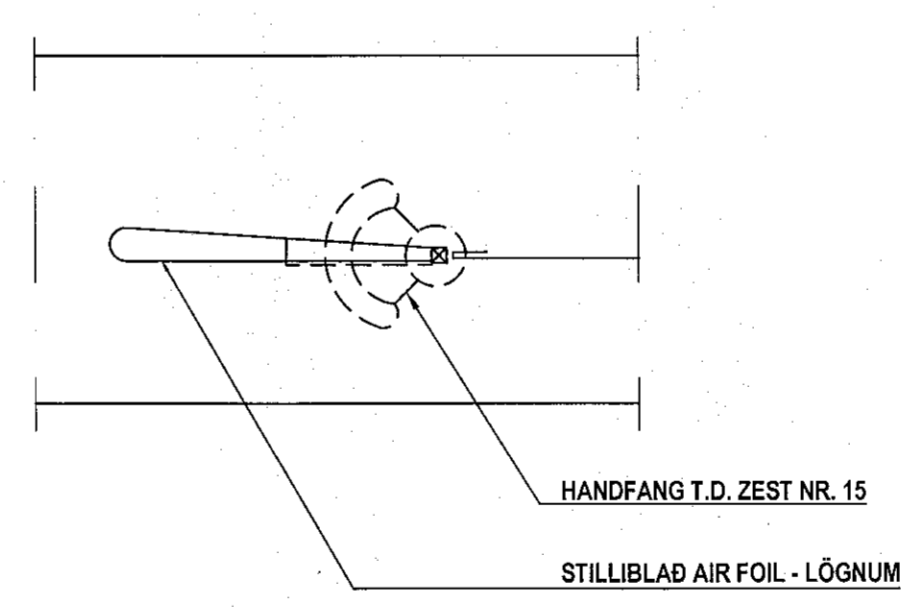 HANDFANG T.D. ZEST NR. 15
STILLIBLAÐ AIR FOIL - LÖGNUM